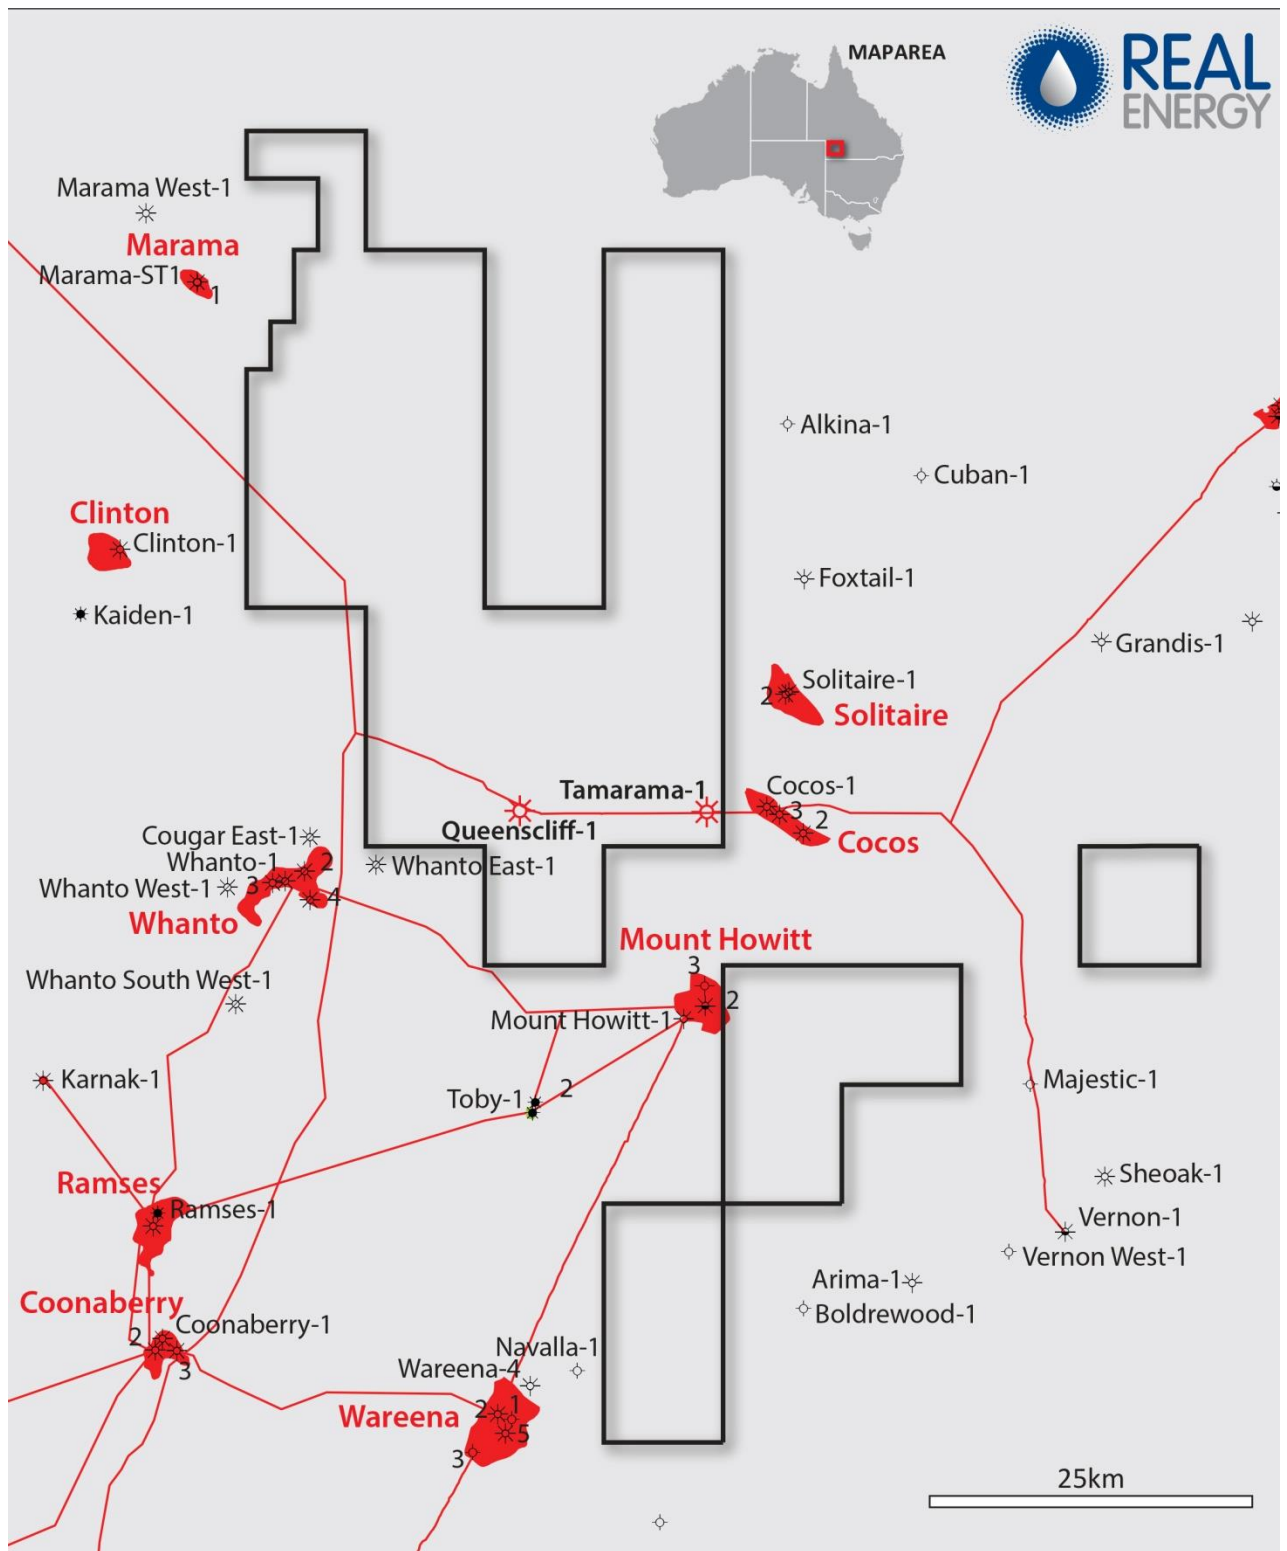 MAPAREA
REAL
ENERGY
Marama West-1
Marama
Marama-ST1
1
Alkina-1
Cuban-1
Clinton
Clinton-1
Foxtail-1
Kaiden-1
Grandis-1
Solitaire-1
2
Solitaire
Tamarama-1
Cocos-1
3
2
Queenscliff-1
Cocos
Cougar East-1
Whanto-1
2
Whanto East-1
Whanto West-1
3
4
Whanto
Mount Howitt
3
2
Whanto South West-1
Mount Howitt-1
Karnak-1
Toby-1
2
Majestic-1
Ramses
Ramses-1
Sheoak-1
Vernon-1
Vernon West-1
Arima-1
Boldrewood-1
Coonaberry
Coonaberry-1
2
3
Navalla-1
Wareena-4
Wareena
2
1
5
3
25km